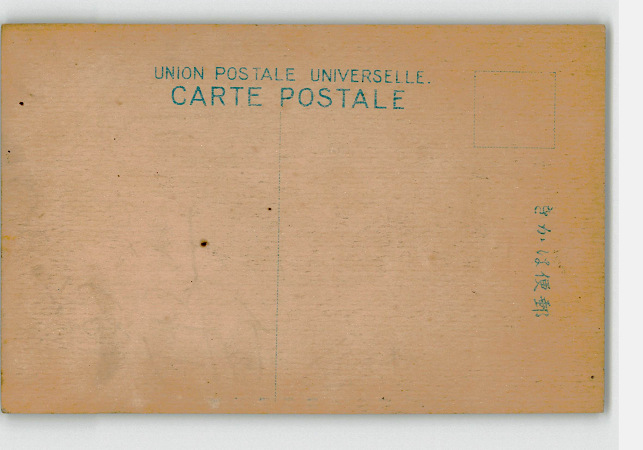 UNION POSTALE UNIVERSELLE.
CARTE POSTALE
郵便はかき